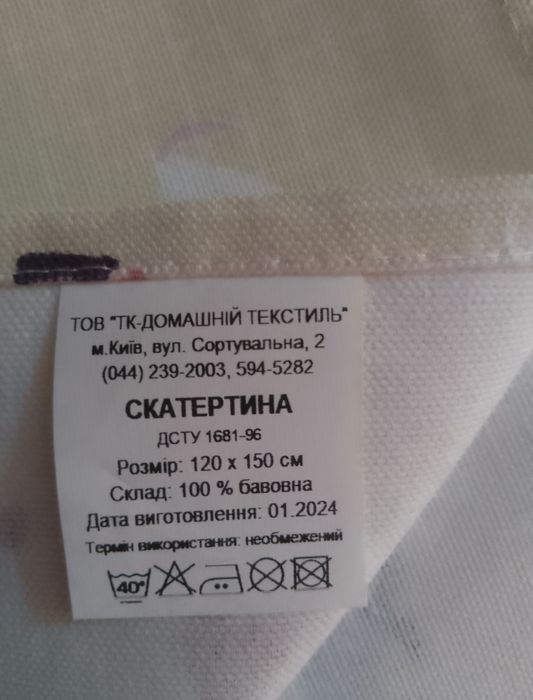 ТОВ "ТК-ДОМАШНІЙ ТЕКСТИЛЬ"
м.Київ, вул. Сортувальна, 2
(044) 239-2003, 594-5282
СКАТЕРТИНА
ДСТУ 1681-96
Розмір: 120 х 150 см
Склад: 100 % бавовна
Дата виготовлення: 01.2024
Термін використання: необмежений
40°